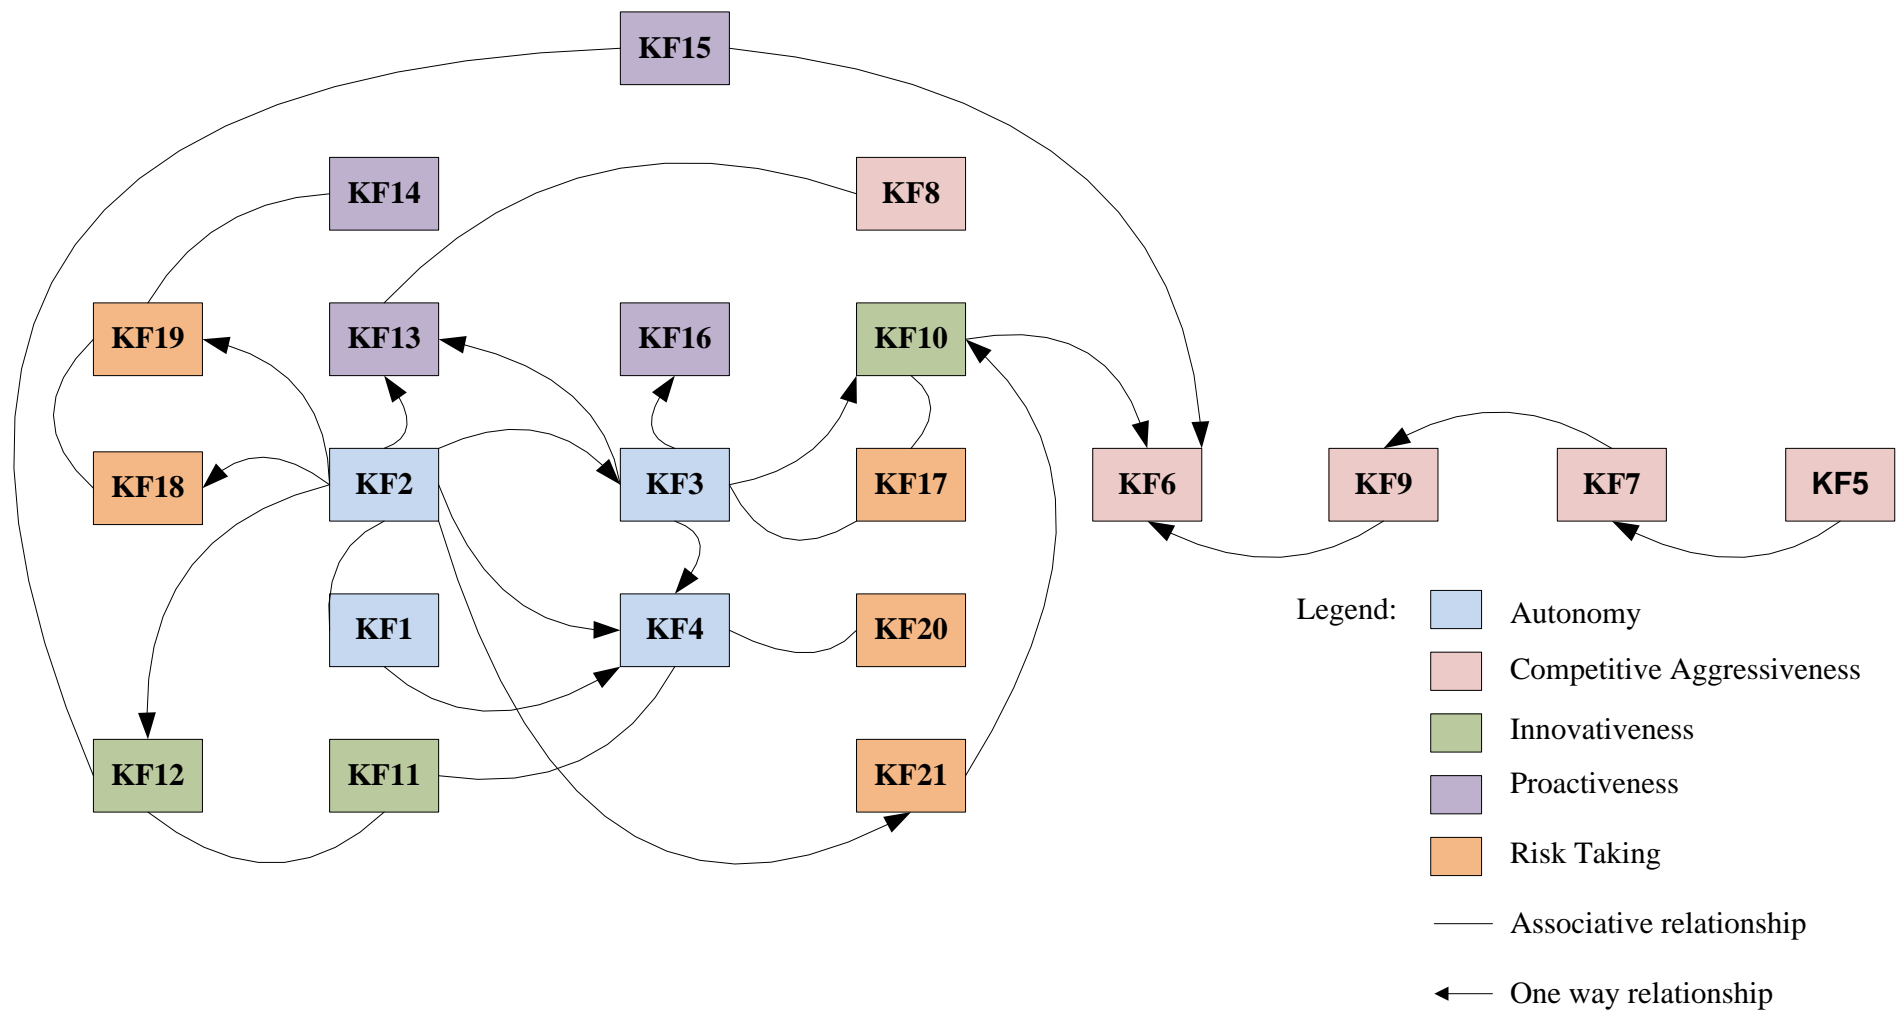 KF15
KF14
KF8
KF19
KF13
KF16
KF10
KF18
KF2
KF3
KF17
KF6
KF9
KF7
KF5
KF1
KF4
KF20
KF12
KF11
KF21
Legend:
Autonomy
Competitive Aggressiveness
Innovativeness
Proactiveness
Risk Taking
Associative relationship
One way relationship